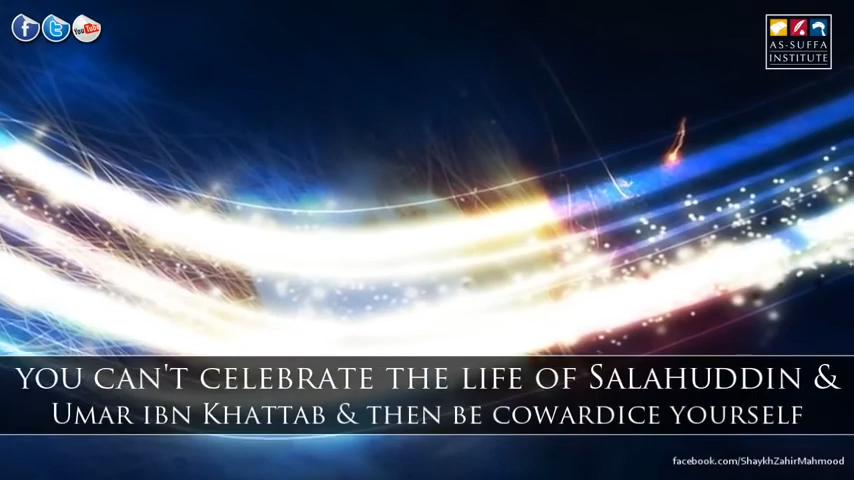 f
t
YouTube
AS-SUFFA
INSTITUTE
YOU CAN'T CELEBRATE THE LIFE OF SALAHUDDIN &
UMAR IBN KHATTAB & THEN BE COWARDICE YOURSELF
facebook.com/ShaykhZahirMahmood